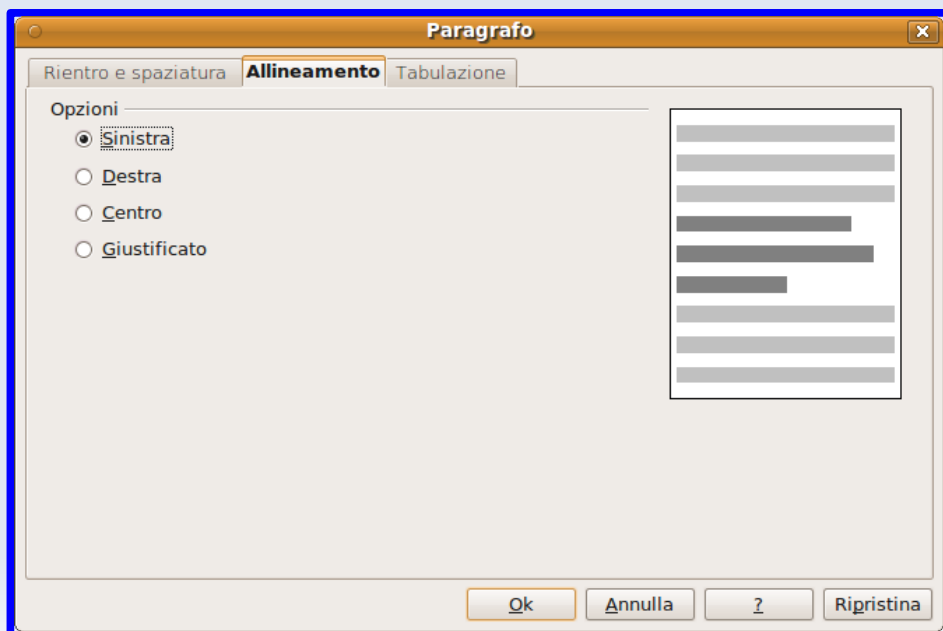 Paragrafo
Rientro e spaziatura Allineamento Tabulazione
Opzioni
Sinistra
Destra
Centro
Giustificato
Ok Annulla ? Ripristina